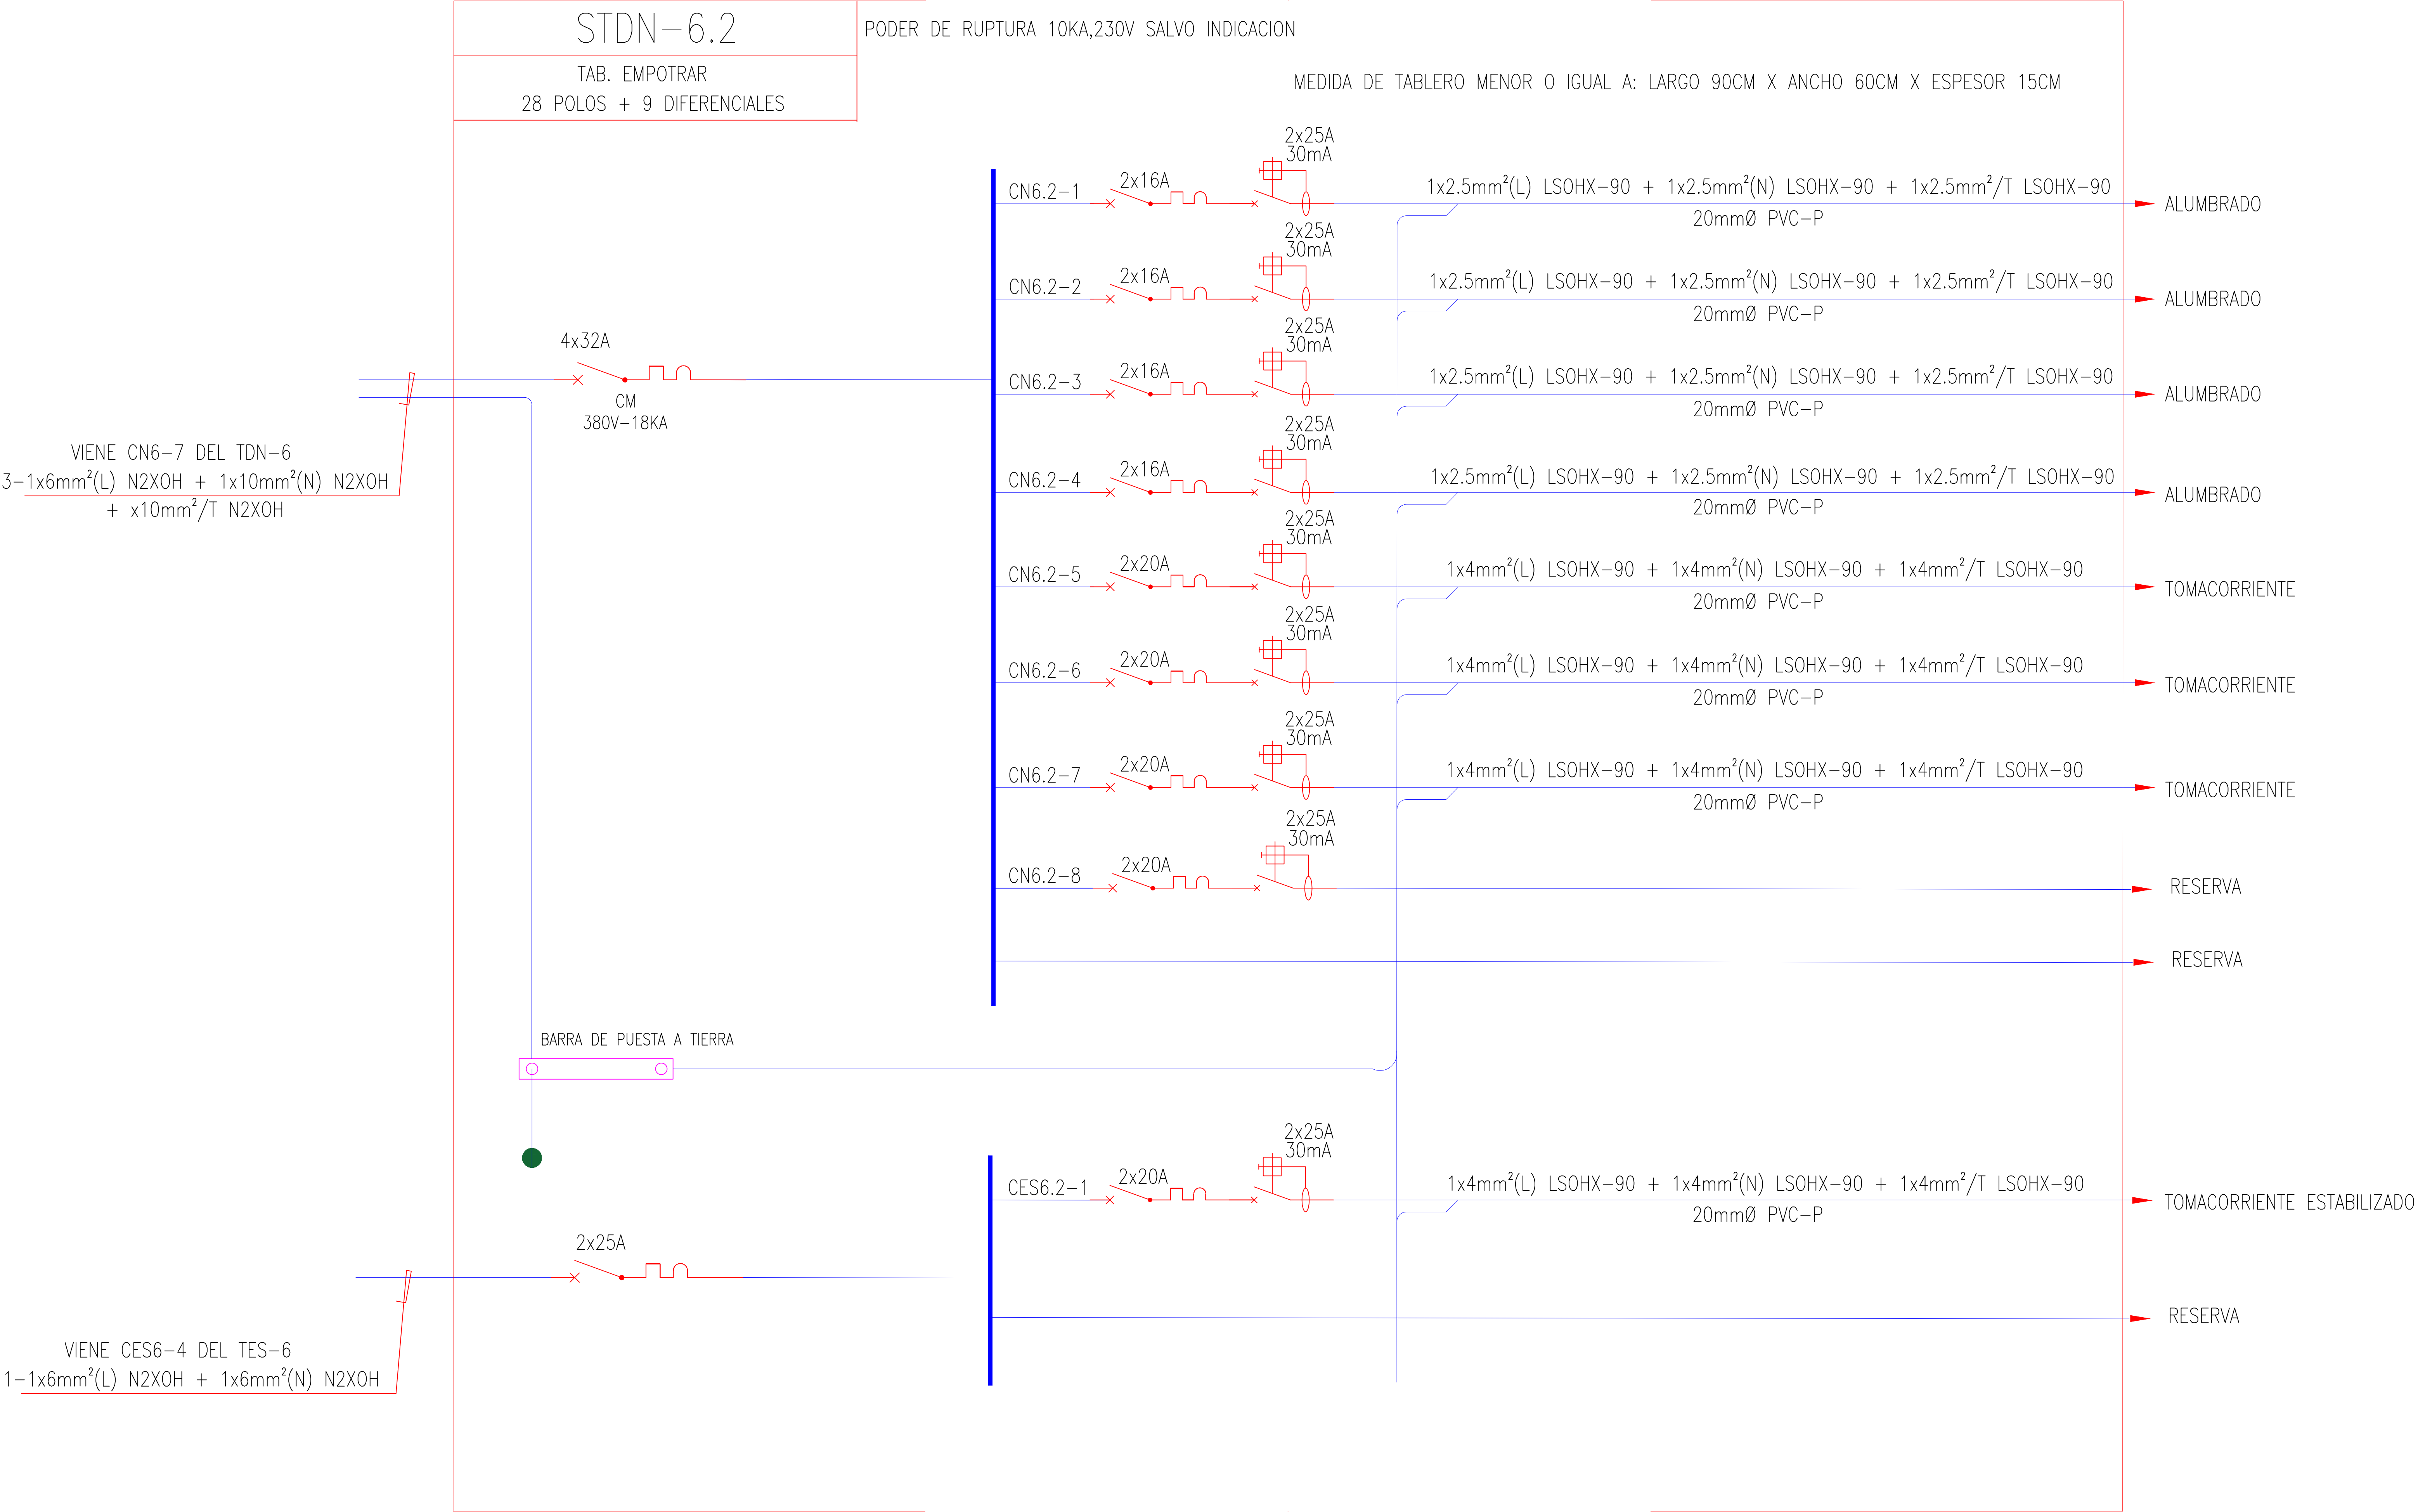 STDN-6.2
PODER DE RUPTURA 10KA,230V SALVO INDICACION
TAB. EMPOTRAR
28 POLOS + 9 DIFERENCIALES
MEDIDA DE TABLERO MENOR O IGUAL A: LARGO 90CM X ANCHO 60CM X ESPESOR 15CM
2x25A
30mA
CN6.2-1
2x16A
1x2.5mm²(L) LSOHX-90 + 1x2.5mm²(N) LSOHX-90 + 1x2.5mm²/T LSOHX-90
20mmØ PVC-P
ALUMBRADO
2x25A
30mA
CN6.2-2
2x16A
1x2.5mm²(L) LSOHX-90 + 1x2.5mm²(N) LSOHX-90 + 1x2.5mm²/T LSOHX-90
20mmØ PVC-P
ALUMBRADO
2x25A
30mA
CN6.2-3
2x16A
1x2.5mm²(L) LSOHX-90 + 1x2.5mm²(N) LSOHX-90 + 1x2.5mm²/T LSOHX-90
20mmØ PVC-P
ALUMBRADO
4x32A
CM
380V-18KA
VIENE CN6-7 DEL TDN-6
3-1x6mm²(L) N2XOH + 1x10mm²(N) N2XOH
+ x10mm²/T N2XOH
2x25A
30mA
CN6.2-4
2x16A
1x2.5mm²(L) LSOHX-90 + 1x2.5mm²(N) LSOHX-90 + 1x2.5mm²/T LSOHX-90
20mmØ PVC-P
ALUMBRADO
2x25A
30mA
CN6.2-5
2x20A
1x4mm²(L) LSOHX-90 + 1x4mm²(N) LSOHX-90 + 1x4mm²/T LSOHX-90
20mmØ PVC-P
TOMACORRIENTE
2x25A
30mA
CN6.2-6
2x20A
1x4mm²(L) LSOHX-90 + 1x4mm²(N) LSOHX-90 + 1x4mm²/T LSOHX-90
20mmØ PVC-P
TOMACORRIENTE
2x25A
30mA
CN6.2-7
2x20A
1x4mm²(L) LSOHX-90 + 1x4mm²(N) LSOHX-90 + 1x4mm²/T LSOHX-90
20mmØ PVC-P
TOMACORRIENTE
2x25A
30mA
CN6.2-8
2x20A
RESERVA
RESERVA
BARRA DE PUESTA A TIERRA
2x25A
30mA
CES6.2-1
2x20A
1x4mm²(L) LSOHX-90 + 1x4mm²(N) LSOHX-90 + 1x4mm²/T LSOHX-90
20mmØ PVC-P
TOMACORRIENTE ESTABILIZADO
2x25A
RESERVA
VIENE CES6-4 DEL TES-6
1-1x6mm²(L) N2XOH + 1x6mm²(N) N2XOH